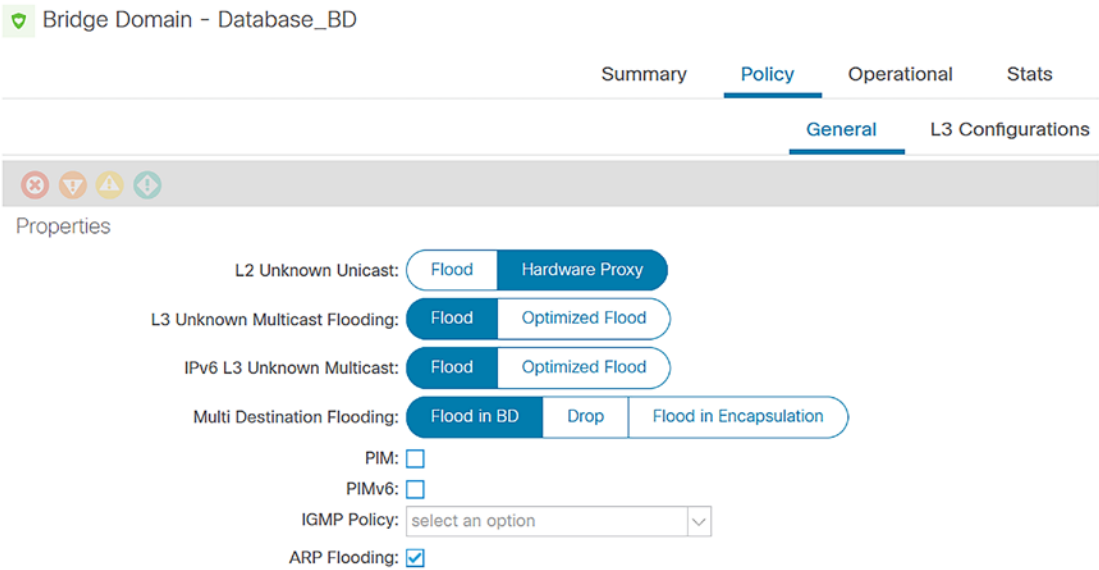 Bridge Domain - Database_BD
Summary Policy Operational Stats
General L3 Configurations
Properties
L2 Unknown Unicast: Flood Hardware Proxy
L3 Unknown Multicast Flooding: Flood Optimized Flood
IPv6 L3 Unknown Multicast: Flood Optimized Flood
Multi Destination Flooding: Flood in BD Drop Flood in Encapsulation
PIM:
PIMv6:
IGMP Policy: select an option
ARP Flooding: